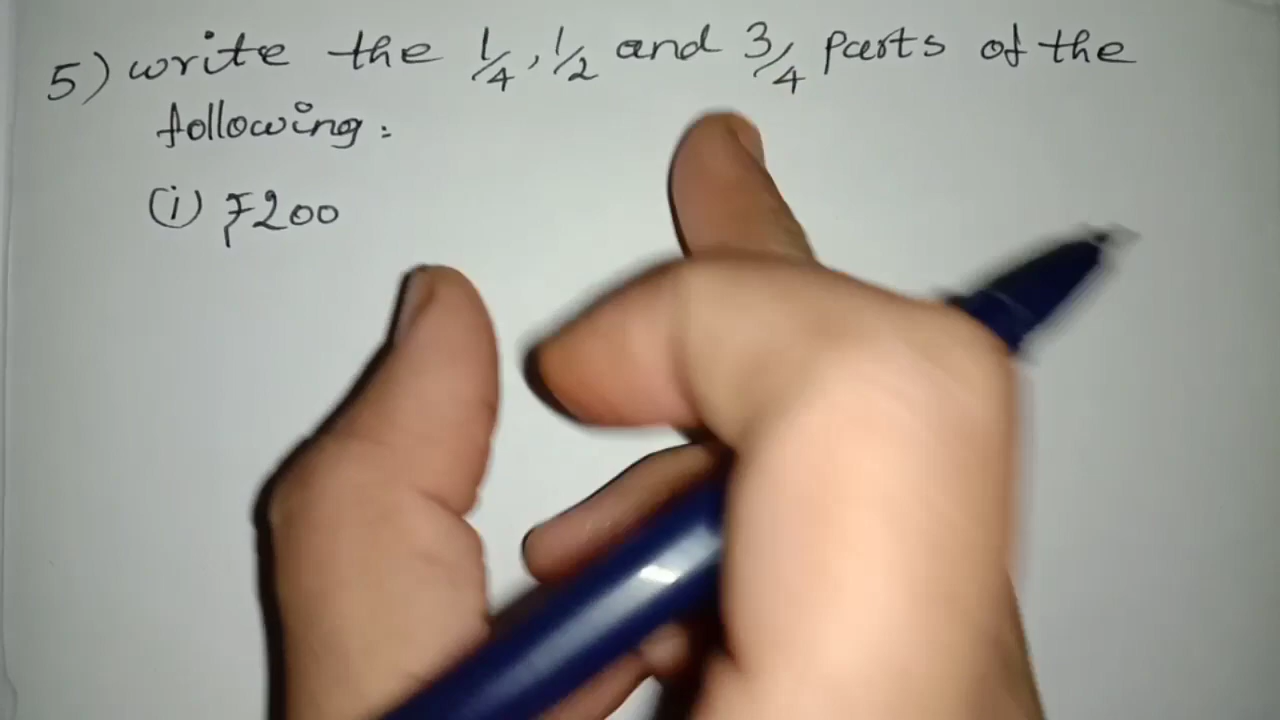 5) write the 1/4, 1/2 and 3/4 parts of the
following:
(i) ₹200